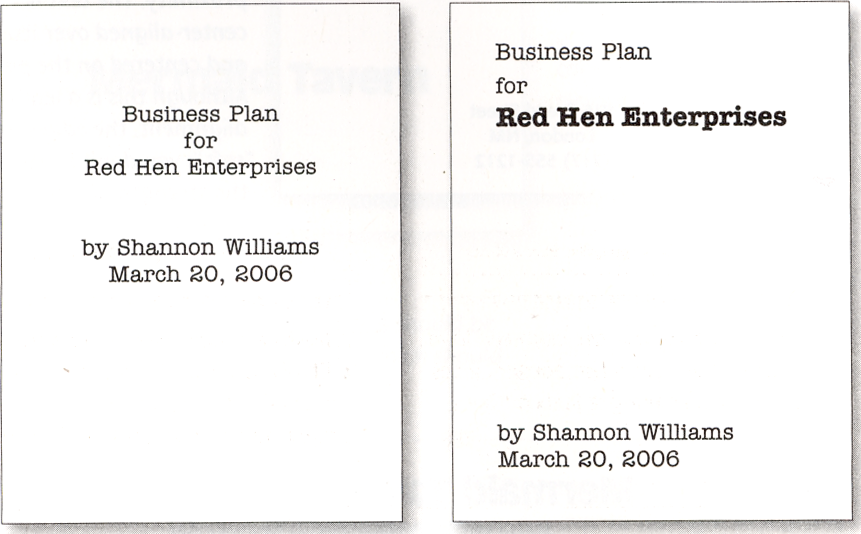 Business Plan
for
Red Hen Enterprises
by Shannon Williams
March 20, 2006
Business Plan
for
Red Hen Enterprises
by Shannon Williams
March 20, 2006